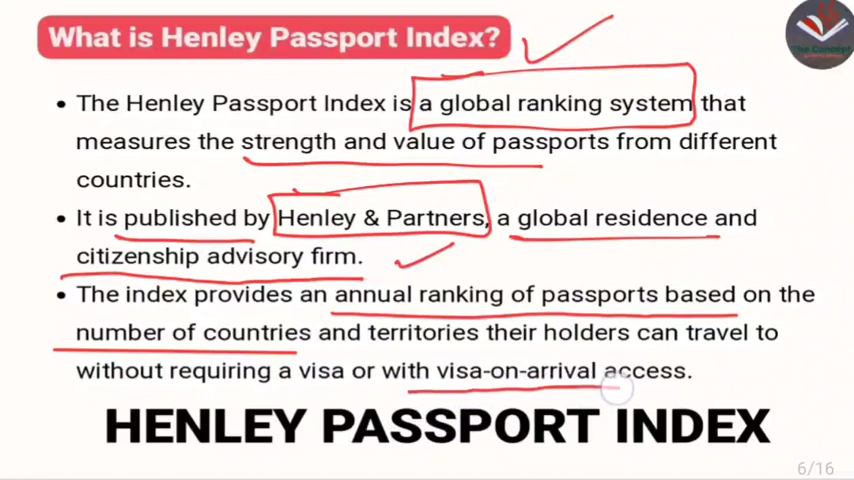 What is Henley Passport Index?
The Concept
• The Henley Passport Index is a global ranking system that
measures the strength and value of passports from different
countries.
• It is published by Henley & Partners, a global residence and
citizenship advisory firm.
• The index provides an annual ranking of passports based on the
number of countries and territories their holders can travel to
without requiring a visa or with visa-on-arrival access.
HENLEY PASSPORT INDEX
6/16